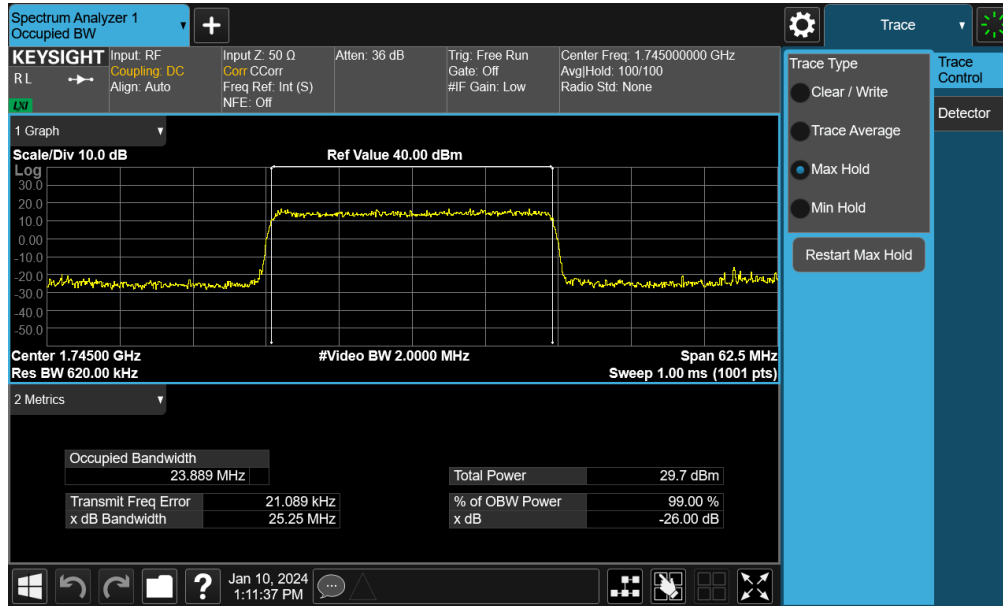 Spectrum Analyzer 1
Occupied BW
+
Trace
KEYSIGHT Input: RF Input Z: 50 Ω Atten: 36 dB Trig: Free Run Center Freq: 1.745000000 GHz
RL Coupling: DC Corr CCorr Gate: Off Avg|Hold: 100/100
Align: Auto Freq Ref: Int (S) #IF Gain: Low Radio Std: None
LXI NFE: Off
1 Graph
Scale/Div 10.0 dB Ref Value 40.00 dBm
Log
30.0
20.0
10.0
0.00
-10.0
-20.0
-30.0
-40.0
-50.0
Center 1.74500 GHz #Video BW 2.0000 MHz Span 62.5 MHz
Res BW 620.00 kHz Sweep 1.00 ms (1001 pts)
2 Metrics
Occupied Bandwidth
23.889 MHz Total Power 29.7 dBm
Transmit Freq Error 21.089 kHz % of OBW Power 99.00 %
x dB Bandwidth 25.25 MHz x dB -26.00 dB
Trace Type
Clear / Write
Trace Average
Max Hold
Min Hold
Restart Max Hold
Trace
Control
Detector
? Jan 10, 2024
1:11:37 PM